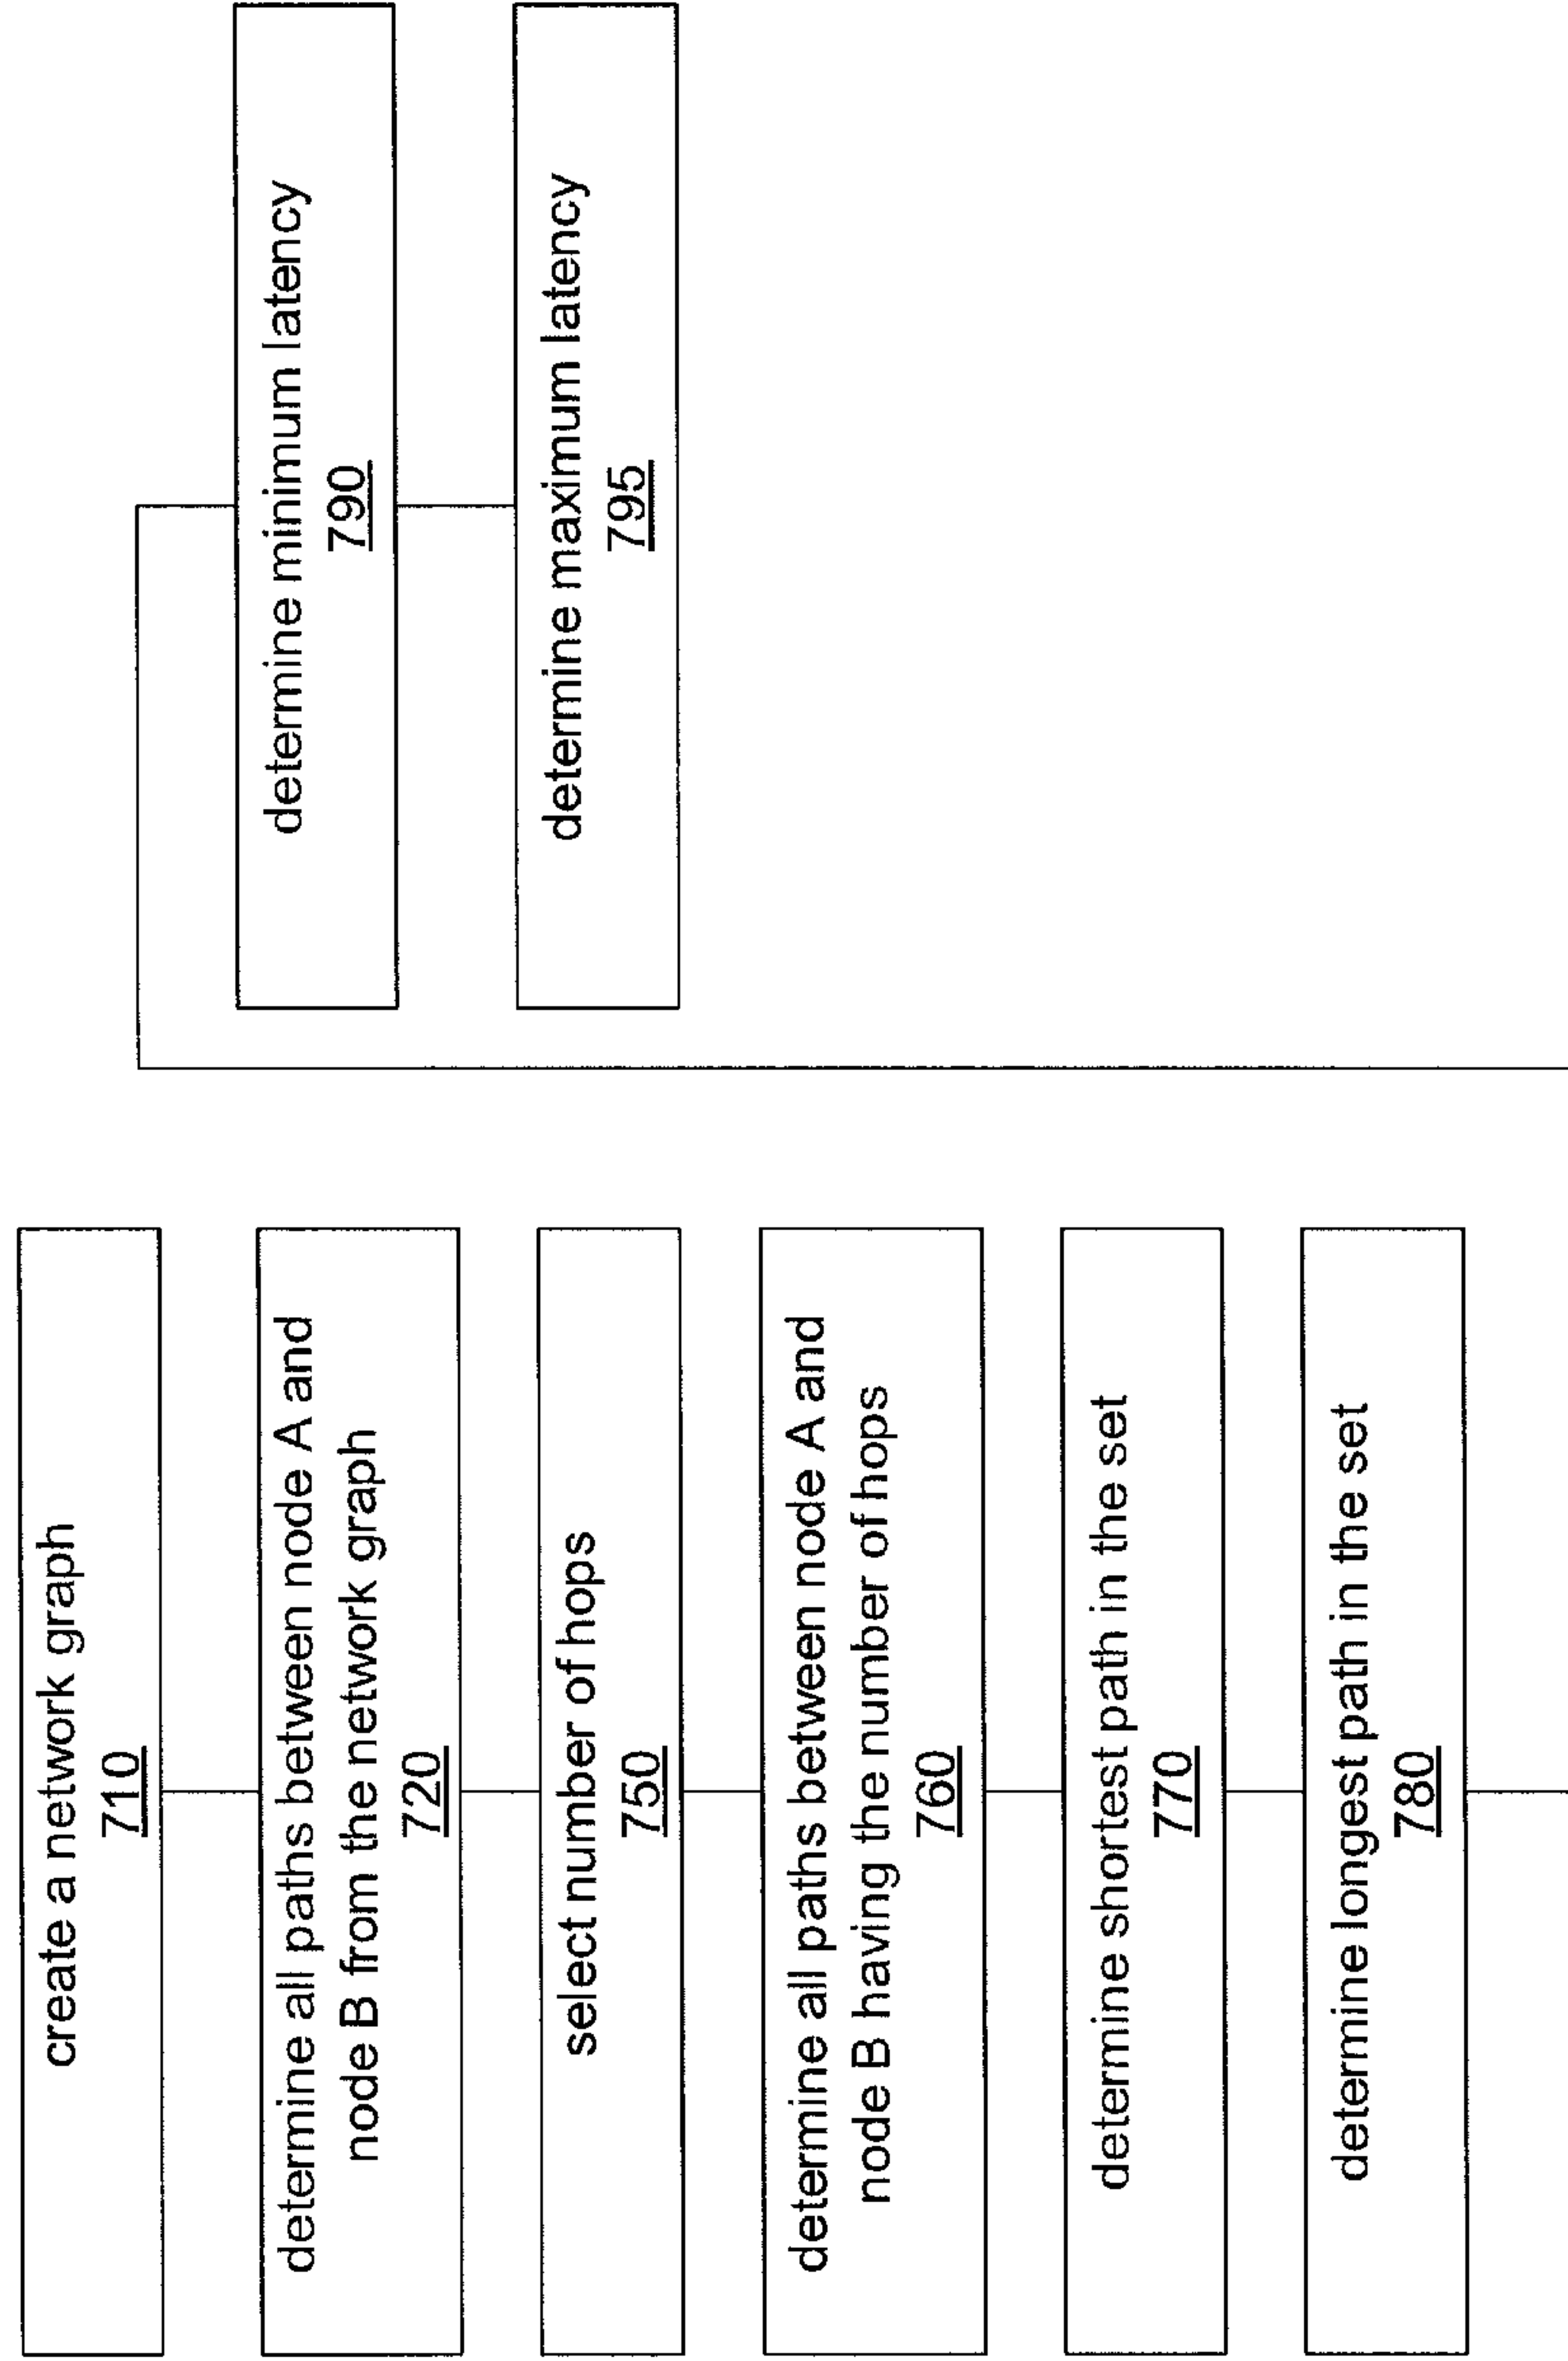 create a network graph
710
determine all paths between node A and
node B from the network graph
720
select number of hops
750
determine all paths between node A and
node B having the number of hops
760
determine shortest path in the set
770
determine longest path in the set
780
determine minimum latency
790
determine maximum latency
795